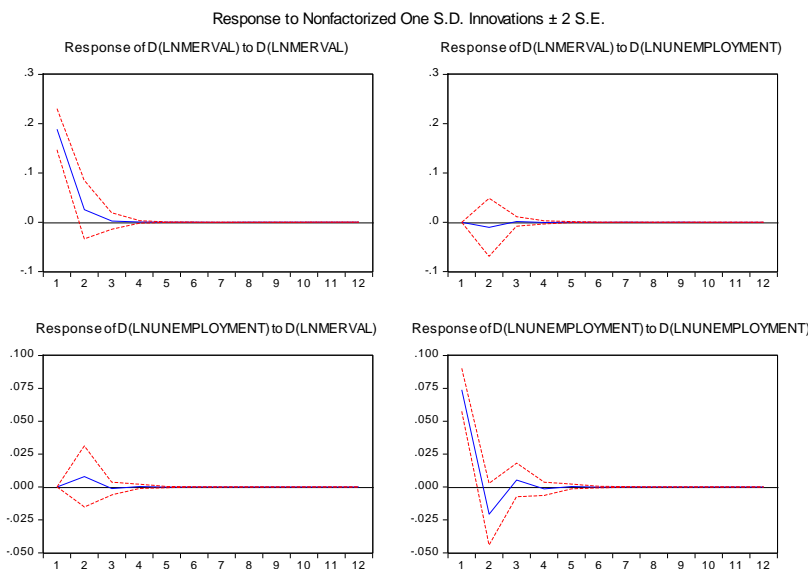 Response to Nonfactorized One S.D. Innovations ± 2 S.E.
Response of D(LNMERVAL) to D(LNMERVAL)
.3
.2
.1
.0
-.1
1 2 3 4 5 6 7 8 9 10 11 12
Response of D(LNMERVAL) to D(LNUNEMPLOYMENT)
.3
.2
.1
.0
-.1
1 2 3 4 5 6 7 8 9 10 11 12
Response of D(LNUNEMPLOYMENT) to D(LNMERVAL)
.100
.075
.050
.025
.000
-.025
-.050
1 2 3 4 5 6 7 8 9 10 11 12
Response of D(LNUNEMPLOYMENT) to D(LNUNEMPLOYMENT)
.100
.075
.050
.025
.000
-.025
-.050
1 2 3 4 5 6 7 8 9 10 11 12